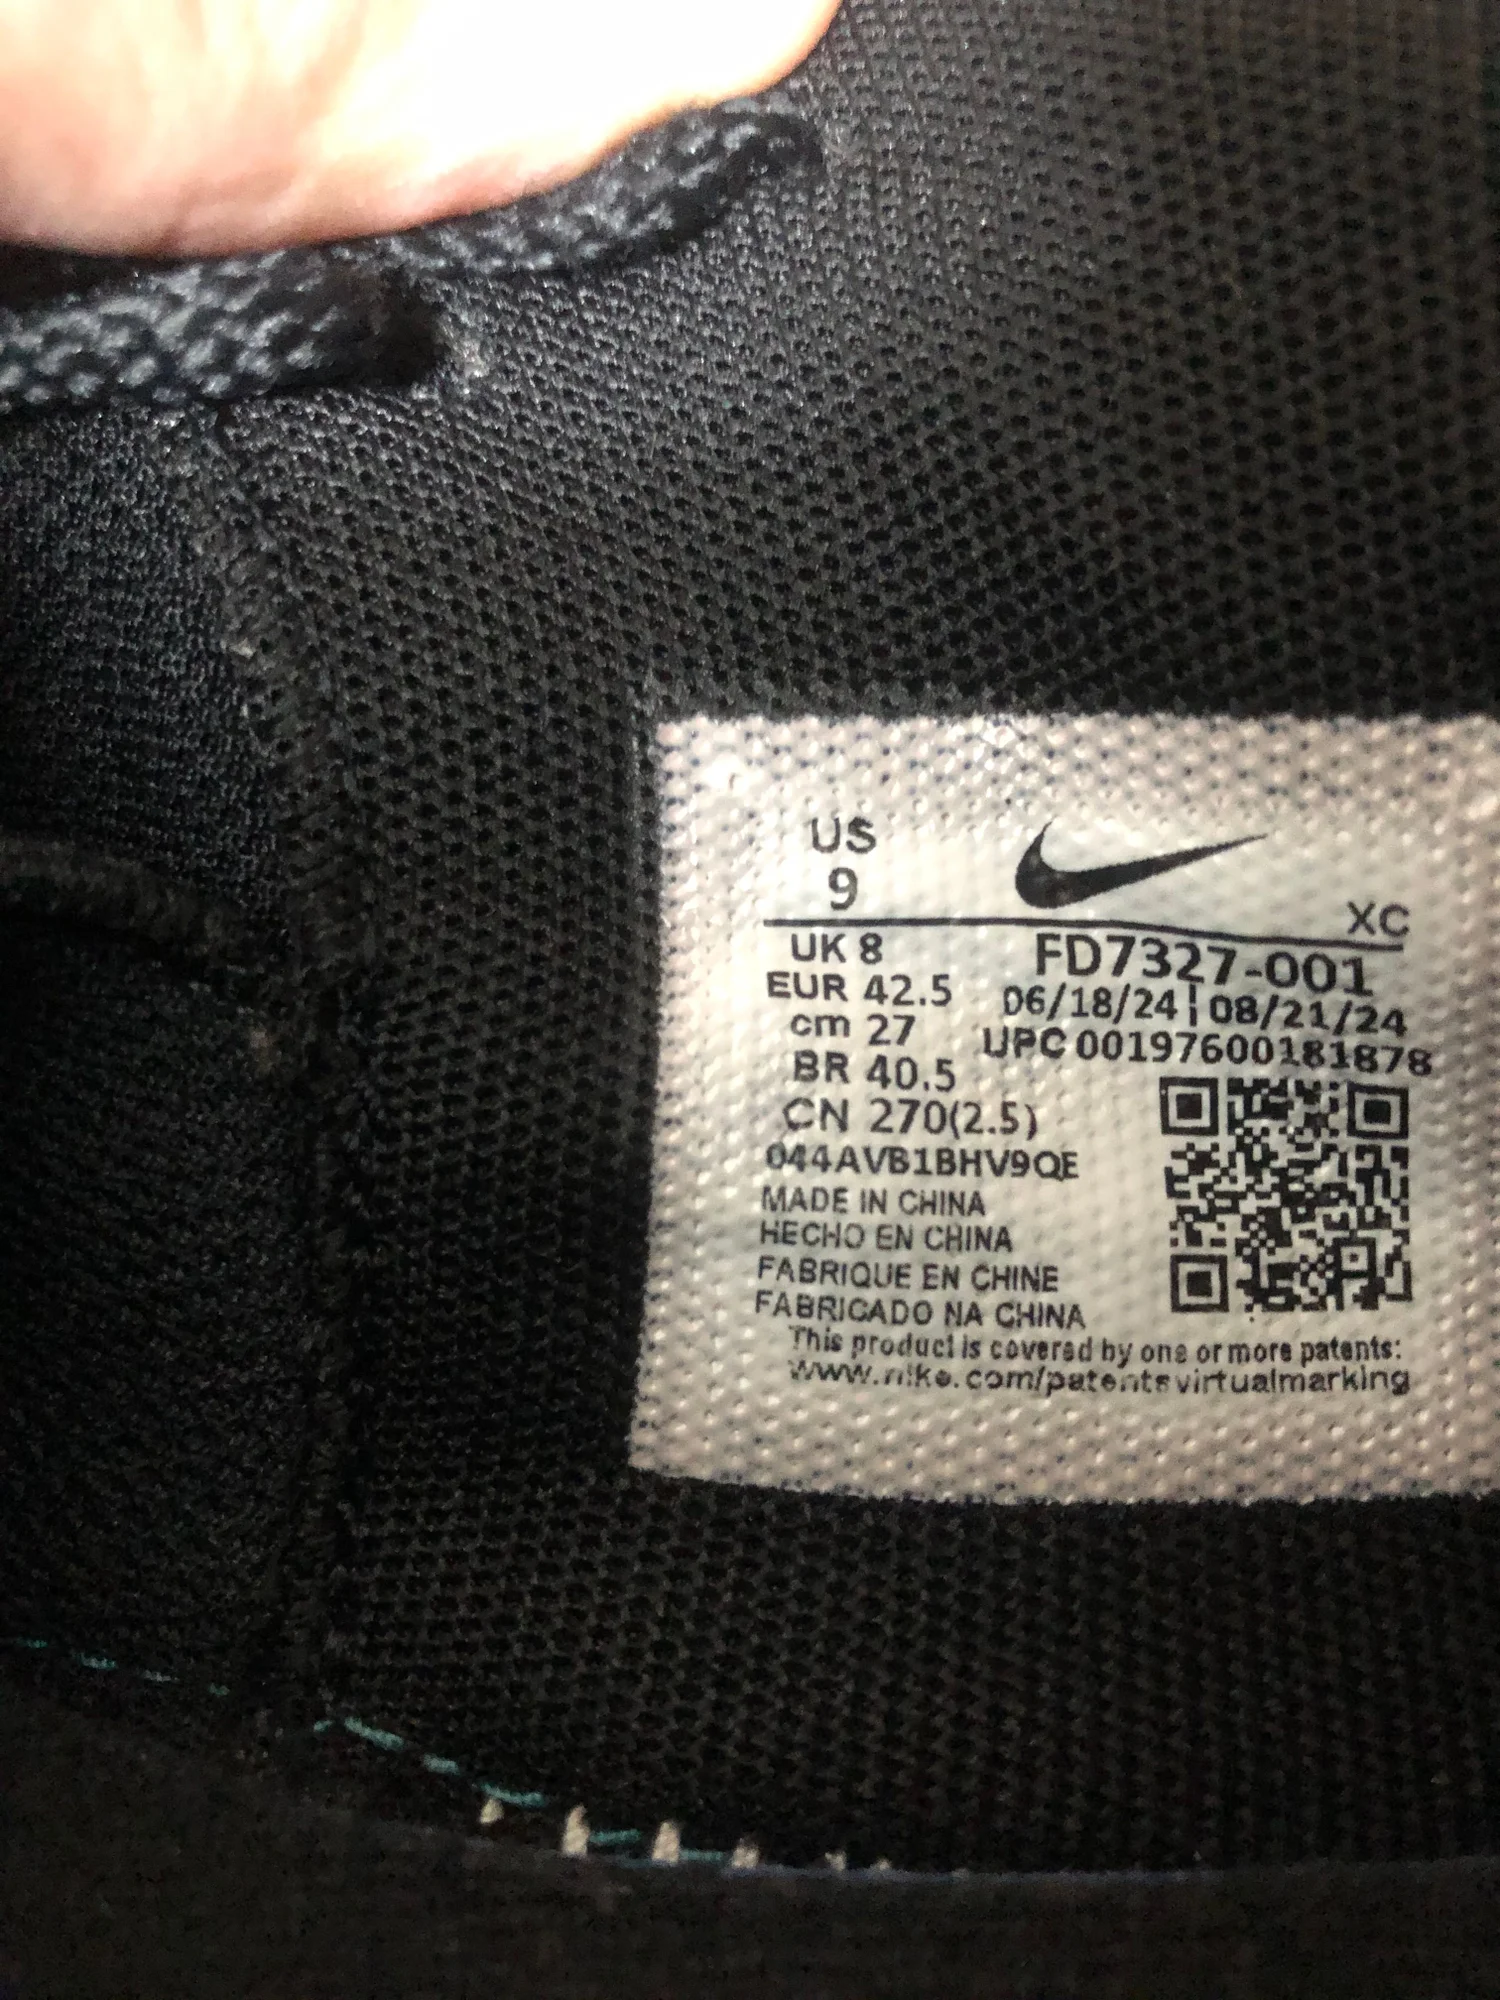 US
9
XC
UK 8
FD7327-001
EUR 42.5
06/18/24 | 08/21/24
cm 27
UPC 00197600181878
BR 40.5
CN 270(2.5)
044AVB1BHV9QE
MADE IN CHINA
HECHO EN CHINA
FABRIQUE EN CHINE
FABRICADO NA CHINA
This product is covered by one or more patents:
www.nike.com/patentsvirtualmarking